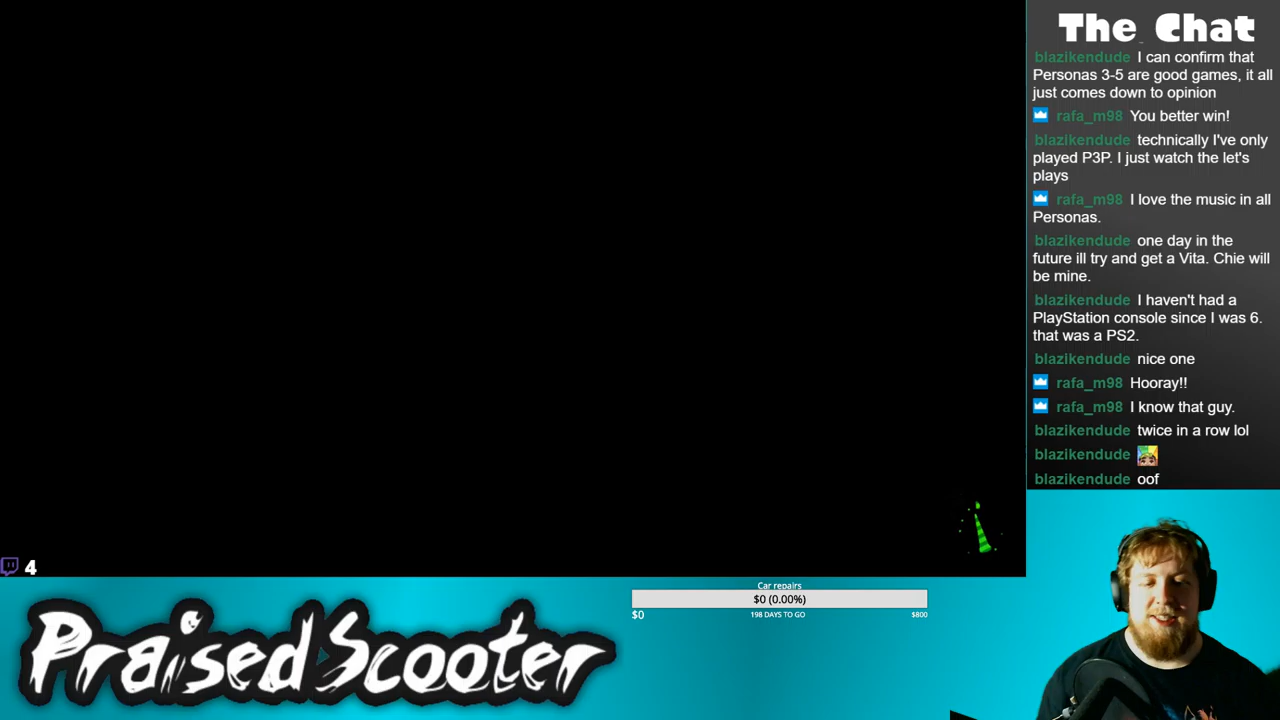 The Chat
blazikendude I can confirm that
Personas 3-5 are good games, it all
just comes down to opinion
rafa_m98 You better win!
blazikendude technically I've only
played P3P. I just watch the let's
plays
rafa_m98 I love the music in all
Personas.
blazikendude one day in the
future ill try and get a Vita. Chie will
be mine.
blazikendude I haven't had a
PlayStation console since I was 6.
that was a PS2.
blazikendude nice one
rafa_m98 Hooray!!
rafa_m98 I know that guy.
blazikendude twice in a row lol
blazikendude
blazikendude oof
4
Car repairs
$0 (0.00%)
$0 198 DAYS TO GO $800
PraisedScooter